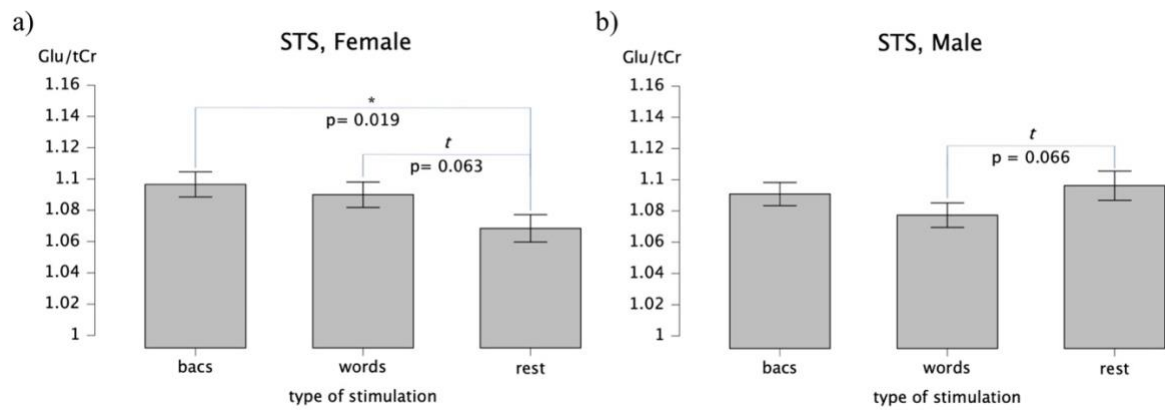 a)
STS, Female
Glu/tCr
1.16
1.14
1.12
1.1
1.08
1.06
1.04
1.02
1
*
p= 0.019
t
p= 0.063
bacs words rest
type of stimulation
b)
STS, Male
Glu/tCr
1.16
1.14
1.12
1.1
1.08
1.06
1.04
1.02
1
t
p = 0.066
bacs words rest
type of stimulation